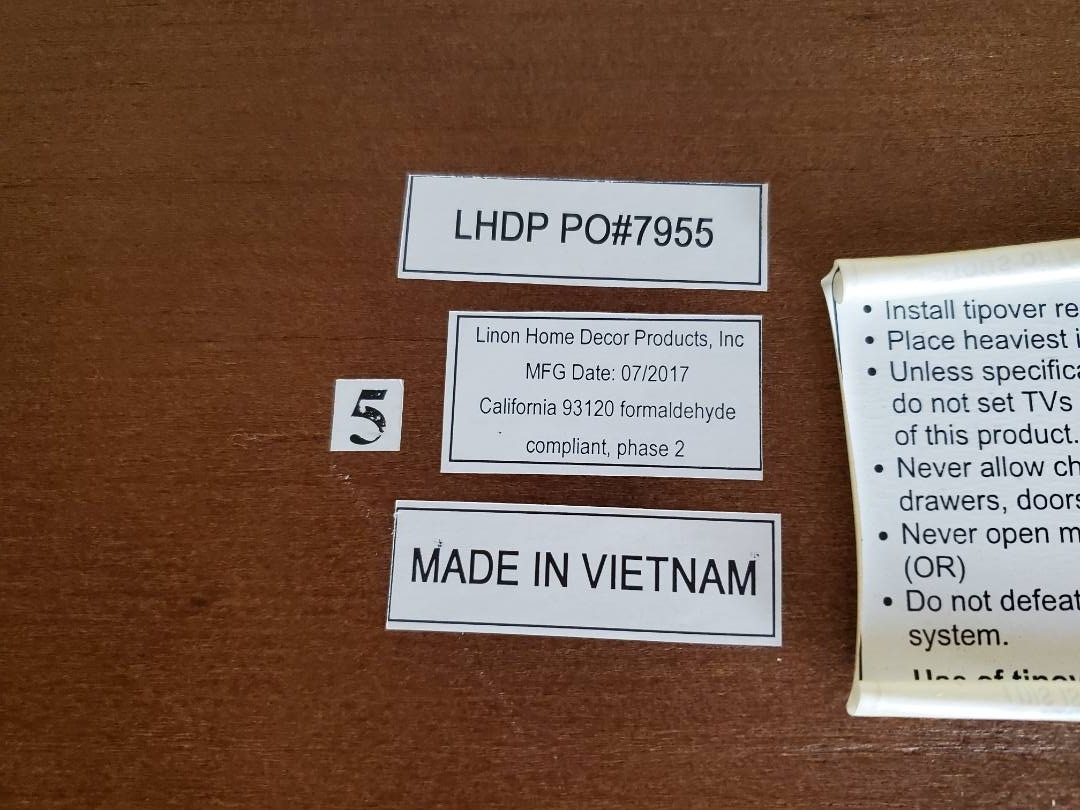 LHDP PO#7955
Linon Home Decor Products, Inc
MFG Date: 07/2017
California 93120 formaldehyde
compliant, phase 2
5
MADE IN VIETNAM
• Install tipover
• Place heaviest
• Unless
do not set TVs
of this product.
• Never allow
drawers,
• Never open
(OR)
• Do not defeat
system.
Use of